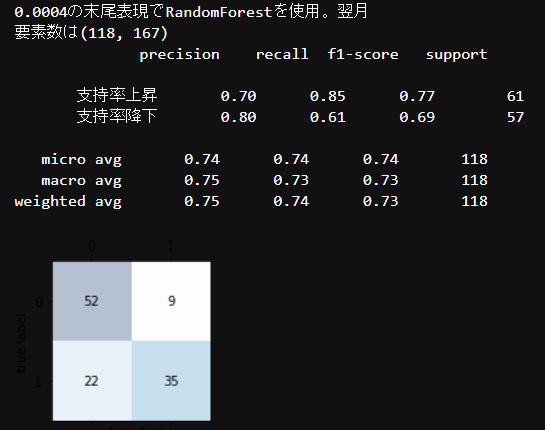 0.0004の末尾表現でRandomForestを使用。翌月
要素数は(118, 167)
precision recall f1-score support
支持率上昇 0.70 0.85 0.77 61
支持率降下 0.80 0.61 0.69 57
micro avg 0.74 0.74 0.74 118
macro avg 0.75 0.73 0.73 118
weighted avg 0.75 0.74 0.73 118
0 1
0 52 9
1 22 35
true label